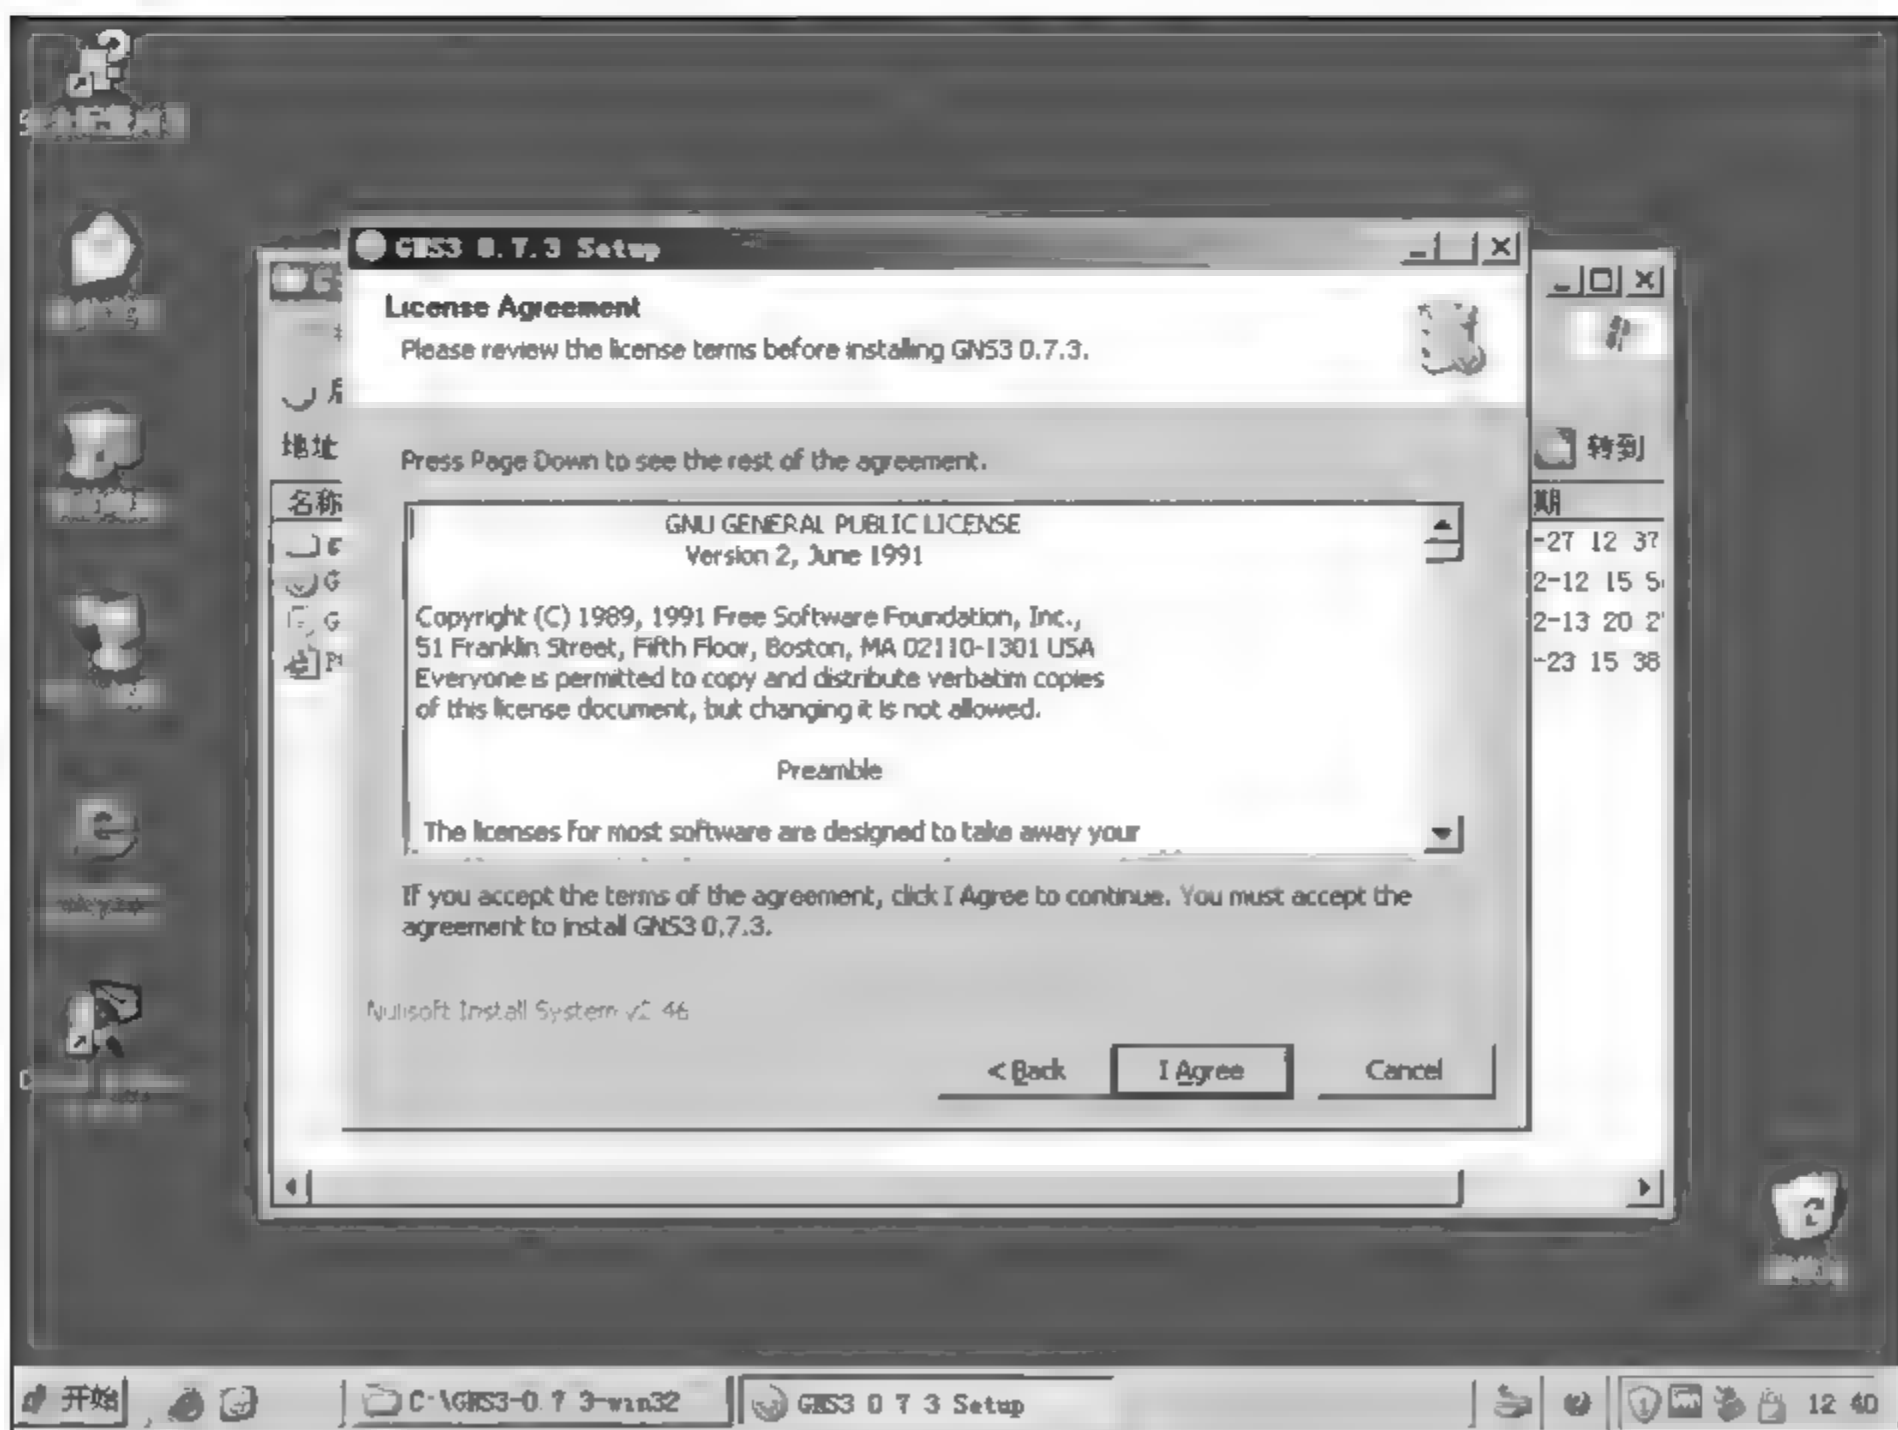 GNS3 0.7.3 Setup
License Agreement
Please review the license terms before installing GNS3 0.7.3.
Press Page Down to see the rest of the agreement.
GNU GENERAL PUBLIC LICENSE
Version 2, June 1991
Copyright (C) 1989, 1991 Free Software Foundation, Inc.,
51 Franklin Street, Fifth Floor, Boston, MA 02110-1301 USA
Everyone is permitted to copy and distribute verbatim copies
of this license document, but changing it is not allowed.
Preamble
The licenses for most software are designed to take away your
If you accept the terms of the agreement, click I Agree to continue. You must accept the
agreement to install GNS3 0.7.3.
Nullsoft Install System v2 46
< Back
I Agree
Cancel
地址
转到
名称
期
G
-27 12 37
2-12 15 5
G
2-13 20 2
-23 15 38
开始
C:\GNS3-0 7 3-win32
GNS3 0 7 3 Setup
12 40